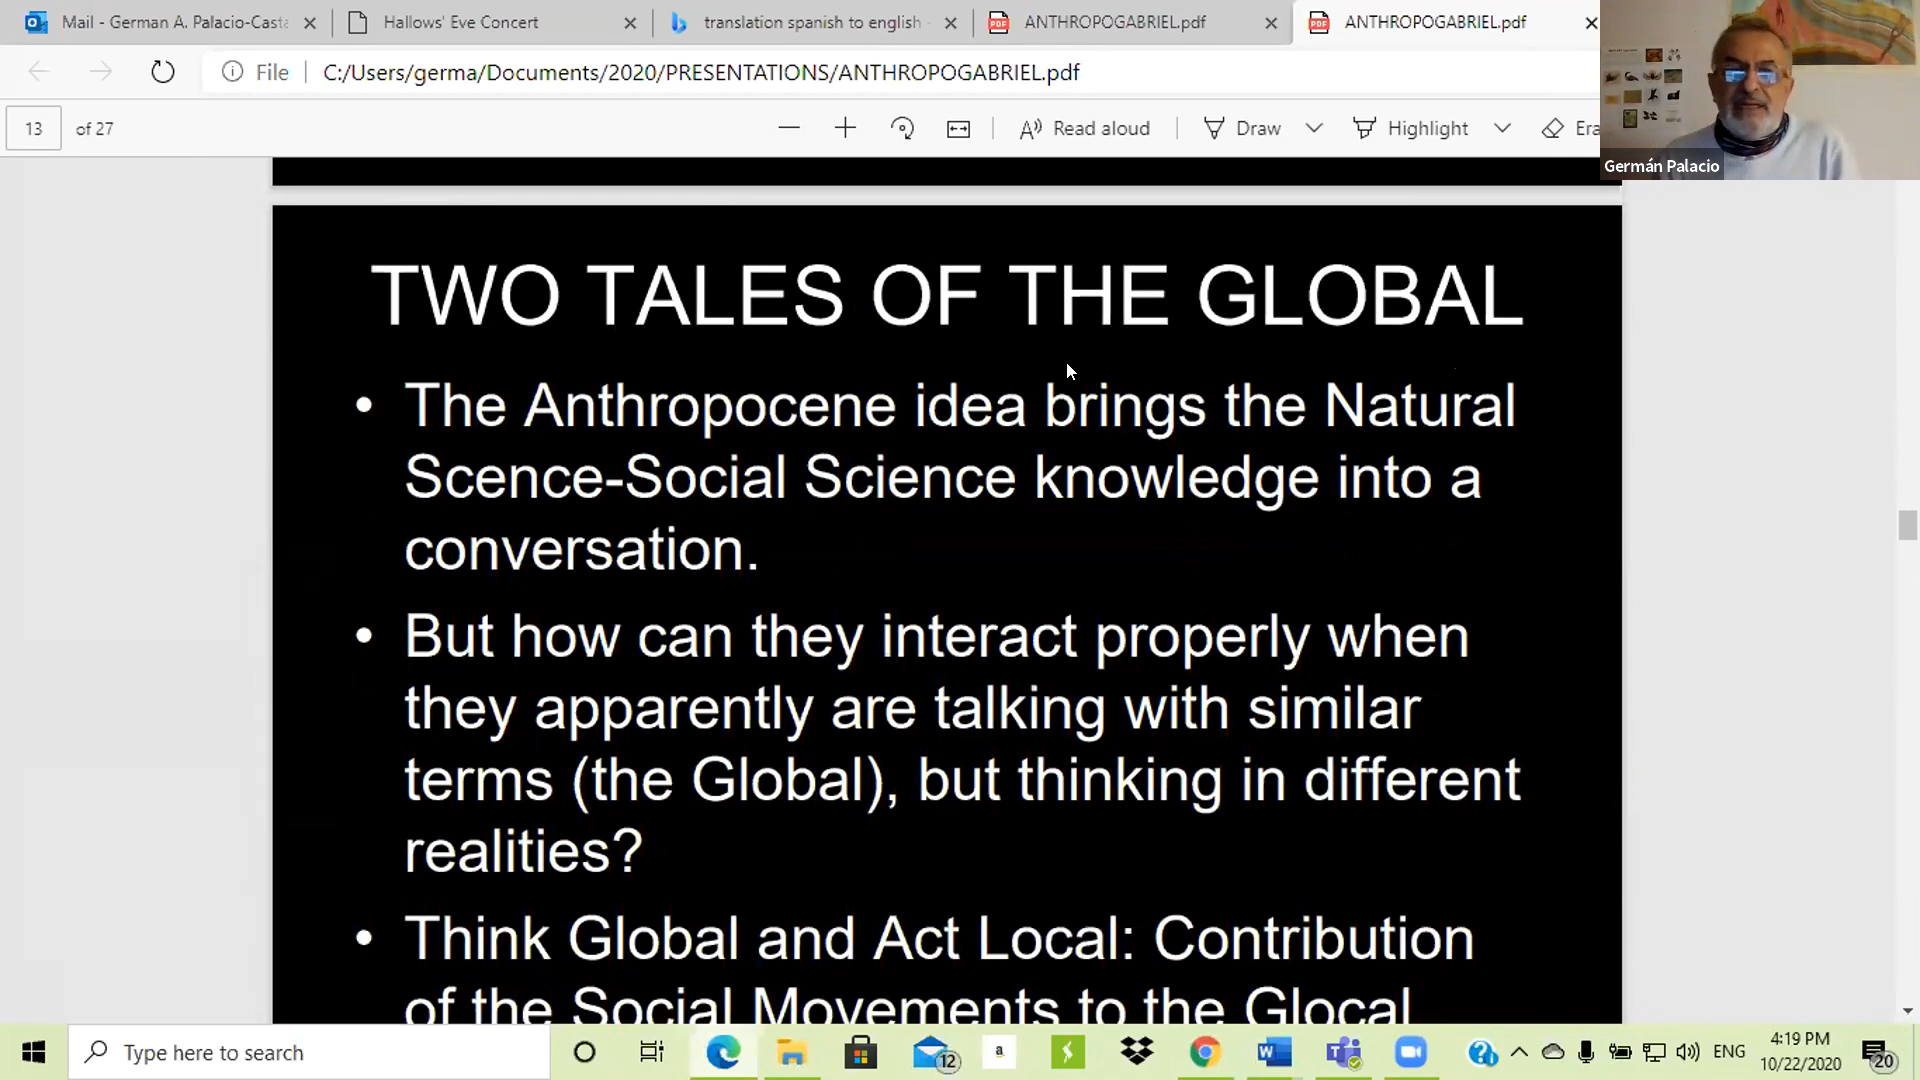 Mail - German A. Palacio-Casta
Hallows' Eve Concert
translation spanish to english -
ANTHROPOGABRIEL.pdf
ANTHROPOGABRIEL.pdf
File
C:/Users/germa/Documents/2020/PRESENTATIONS/ANTHROPOGABRIEL.pdf
13 of 27
Read aloud
Draw
Highlight
Era
Germán Palacio
TWO TALES OF THE GLOBAL
• The Anthropocene idea brings the Natural
Scence-Social Science knowledge into a
conversation.
• But how can they interact properly when
they apparently are talking with similar
terms (the Global), but thinking in different
realities?
• Think Global and Act Local: Contribution
of the Social Movements to the Glocal
Type here to search
12
a
ENG
4:19 PM
10/22/2020
20